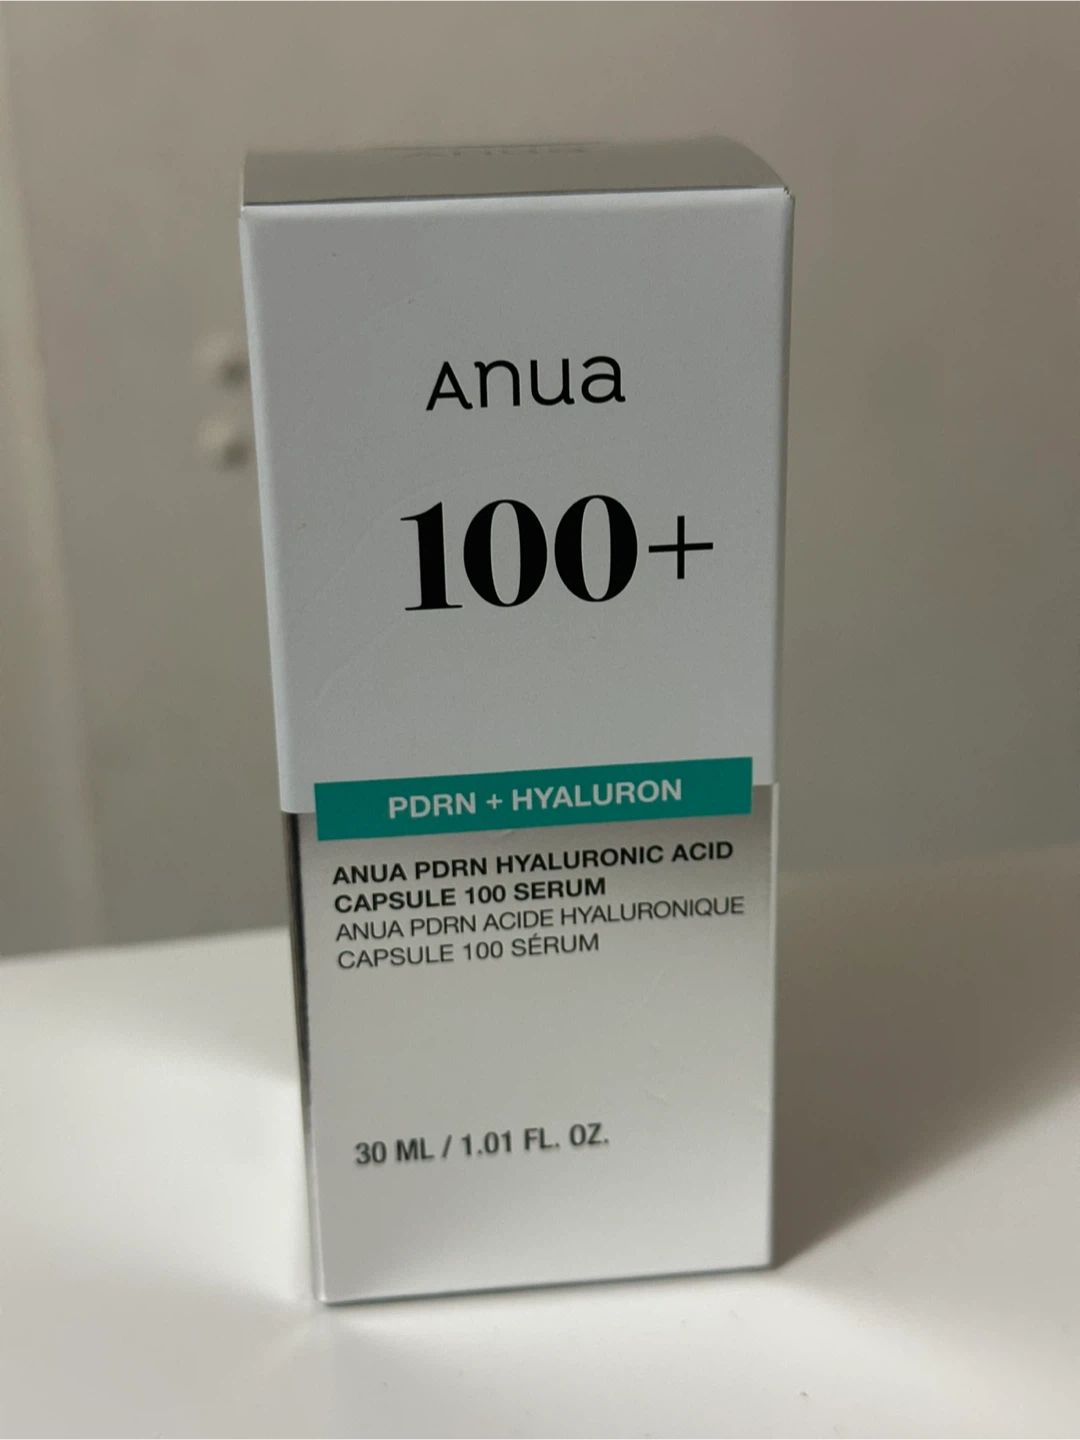 Anua
100+
PDRN + HYALURON
ANUA PDRN HYALURONIC ACID
CAPSULE 100 SERUM
ANUA PDRN ACIDE HYALURONIQUE
CAPSULE 100 SÉRUM
30 ML / 1.01 FL. OZ.